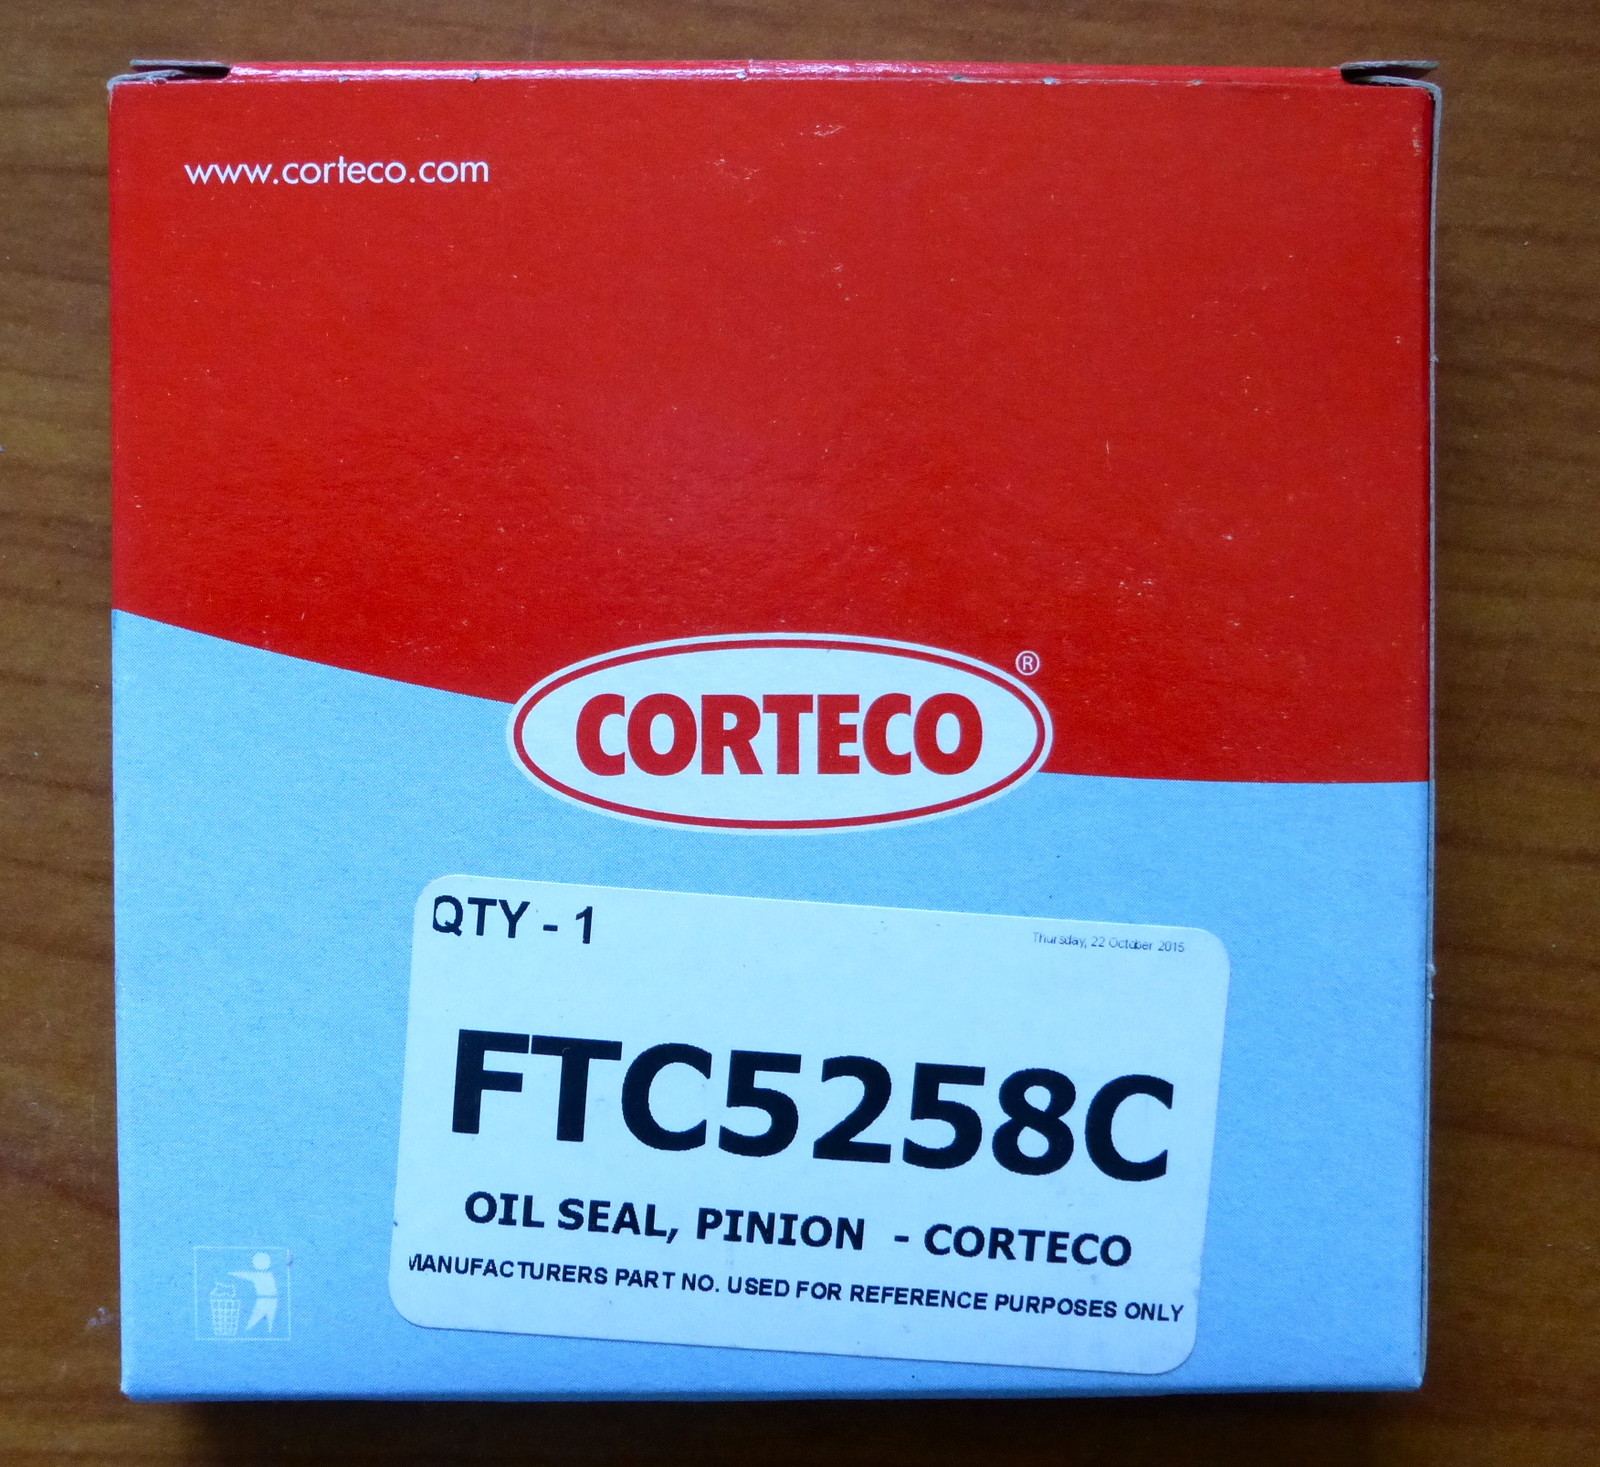 www.corteco.com
CORTECO®
QTY - 1
Thursday, 22 October 2015
FTC5258C
OIL SEAL, PINION - CORTECO
MANUFACTURERS PART NO. USED FOR REFERENCE PURPOSES ONLY